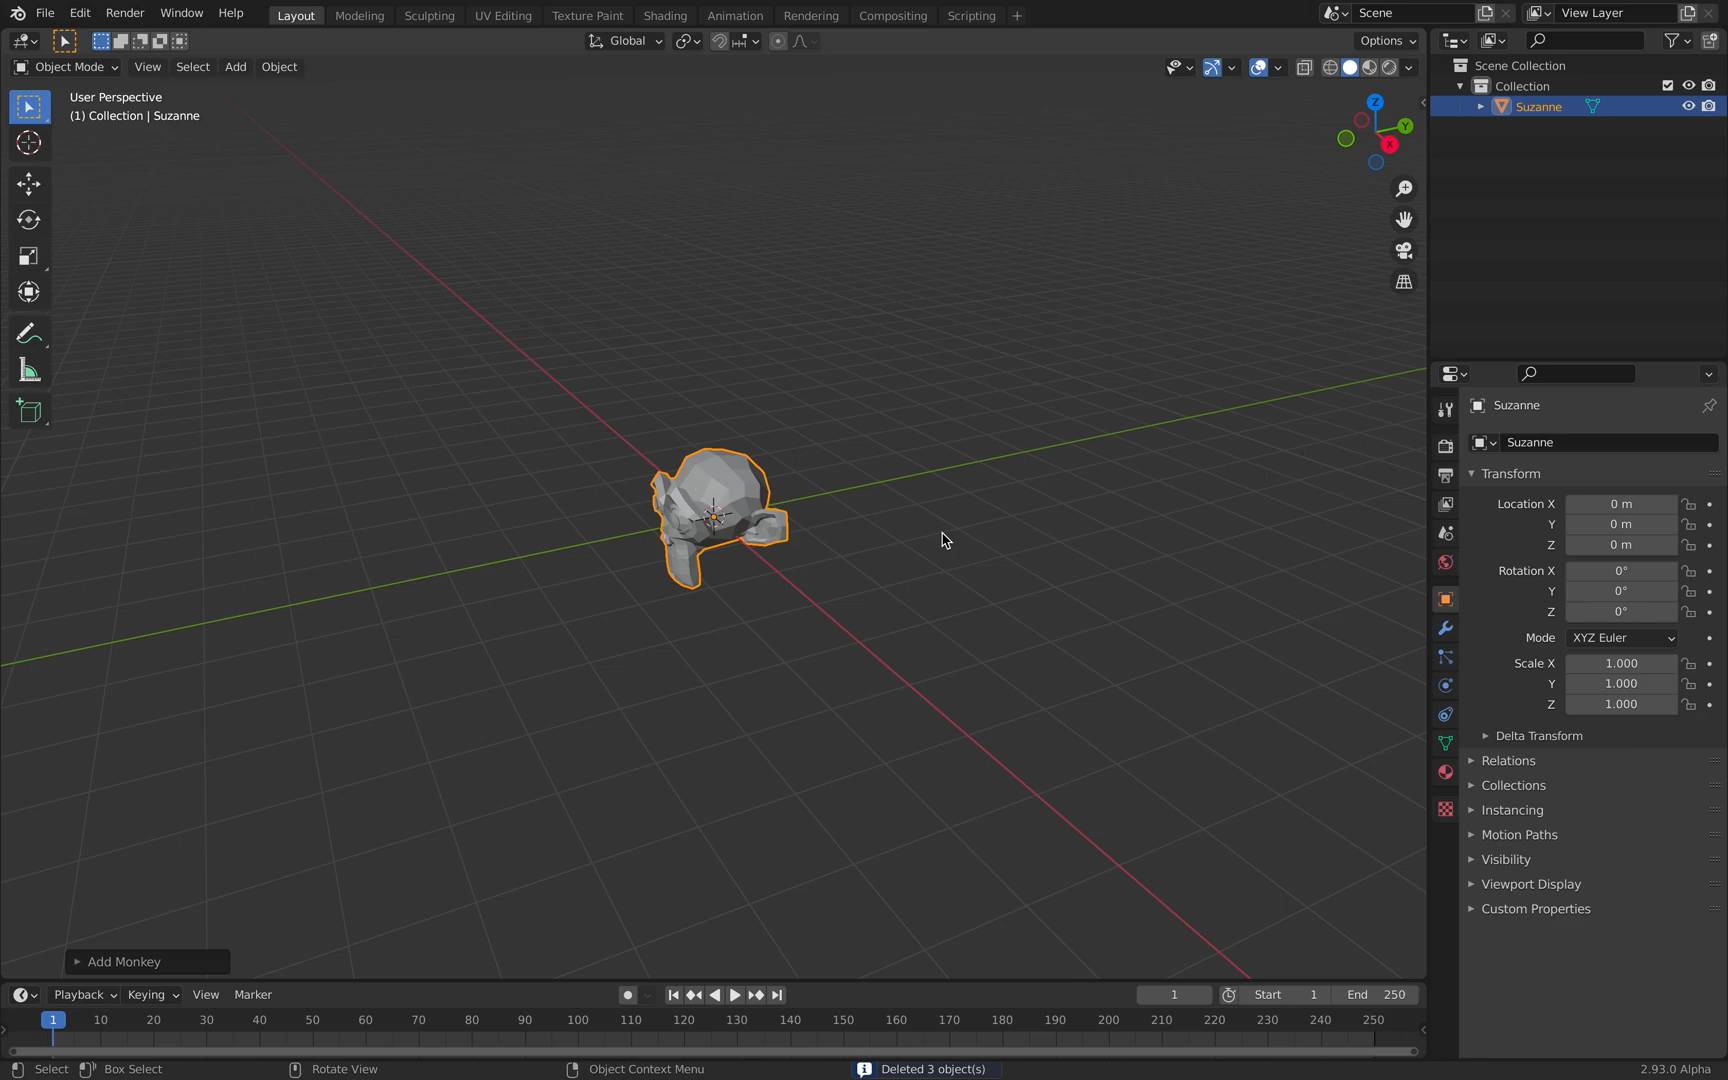 File Edit Render Window Help Layout Modeling Sculpting UV Editing Texture Paint Shading Animation Rendering Compositing Scripting + Scene View Layer
Global Options
Object Mode View Select Add Object
User Perspective
(1) Collection | Suzanne
Z
Y
X
Scene Collection
Collection
Suzanne
Suzanne
Suzanne
Transform
Location X 0 m
Y 0 m
Z 0 m
Rotation X 0°
Y 0°
Z 0°
Mode XYZ Euler
Scale X 1.000
Y 1.000
Z 1.000
Delta Transform
Relations
Collections
Instancing
Motion Paths
Visibility
Viewport Display
Custom Properties
Add Monkey
Playback Keying View Marker 1 Start 1 End 250
1 10 20 30 40 50 60 70 80 90 100 110 120 130 140 150 160 170 180 190 200 210 220 230 240 250
Select Box Select Rotate View Object Context Menu Deleted 3 object(s) 2.93.0 Alpha